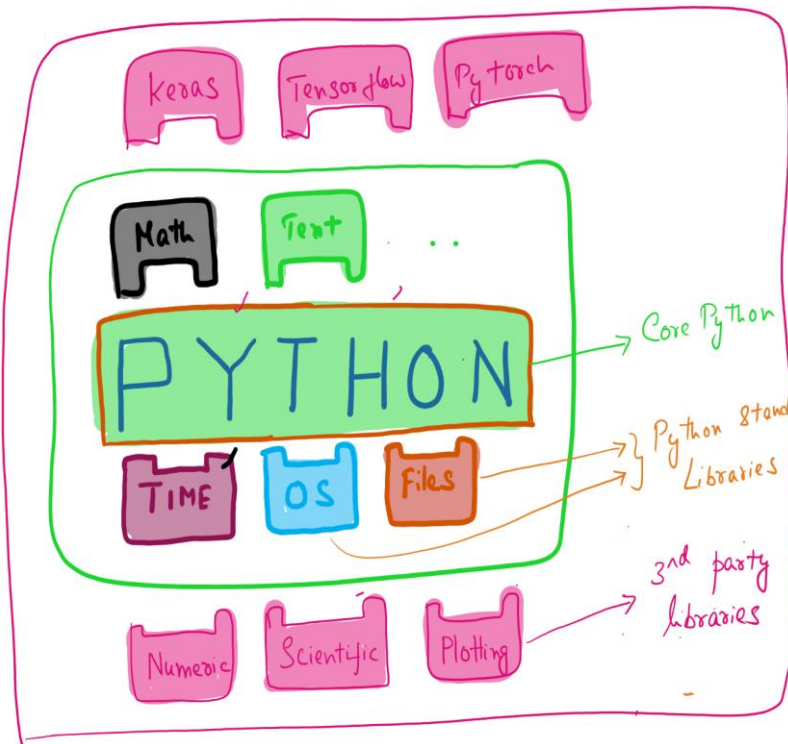 Keras
Tensorflow
Pytorch
Math
Text
. . .
PYTHON
Core Python
TIME
OS
Files
Python Stand
Libraries
3rd party
libraries
Numeric
Scientific
Plotting